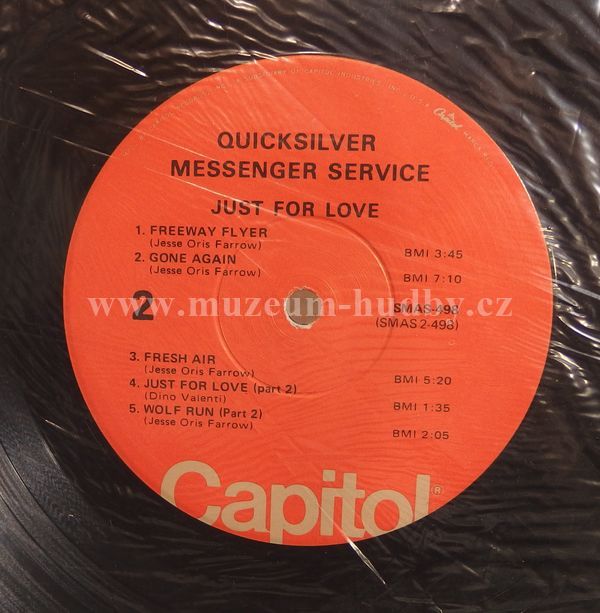 Capitol
QUICKSILVER
MESSENGER SERVICE
JUST FOR LOVE
1. FREEWAY FLYER
(Jesse Oris Farrow) BMI 3:45
2. GONE AGAIN
(Jesse Oris Farrow) BMI 7:10
www.muzeum-hudby.cz
2 SMAS-498
(SMAS 2-498)
3. FRESH AIR
(Jesse Oris Farrow) BMI 5:20
4. JUST FOR LOVE (part 2)
(Dino Valenti) BMI 1:35
5. WOLF RUN (Part 2)
(Jesse Oris Farrow) BMI 2:05
Capitol®